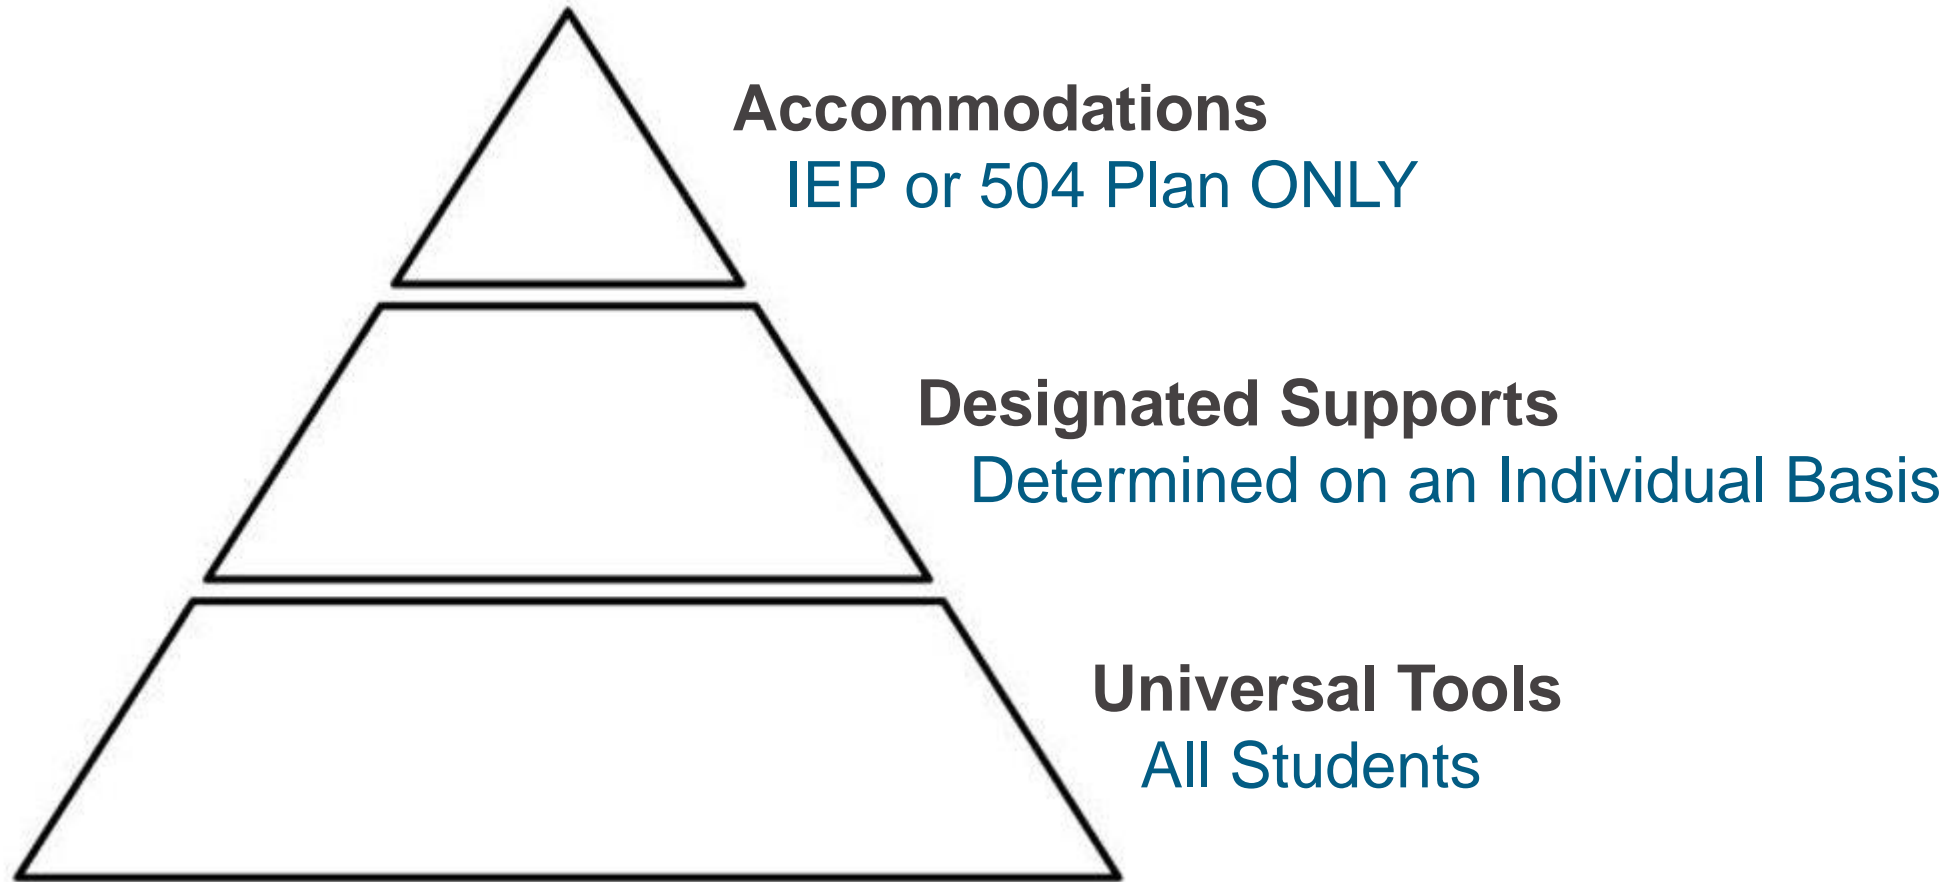 Accommodations
IEP or 504 Plan ONLY
Designated Supports
Determined on an Individual Basis
Universal Tools
All Students